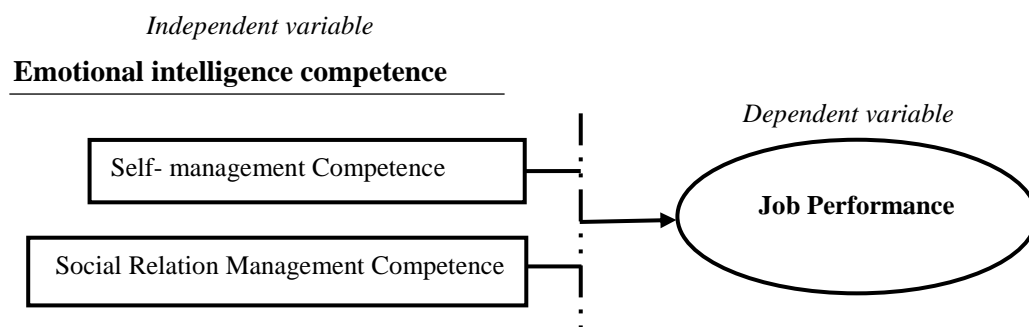 Independent variable
Emotional intelligence competence
Dependent variable
Self- management Competence
Job Performance
Social Relation Management Competence